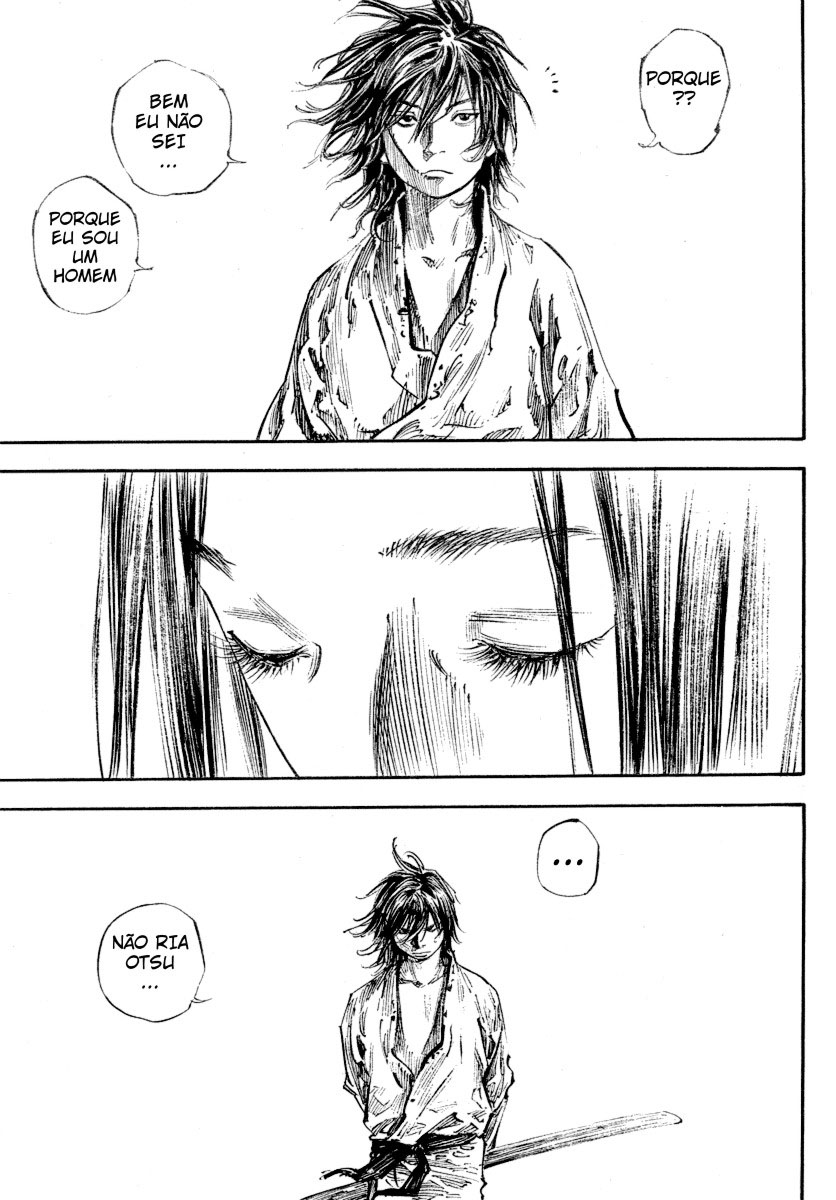 PORQUE
??
BEM
EU NÃO
SEI
...
PORQUE
EU SOU
UM
HOMEM
...
NÃO RIA
OTSU
...